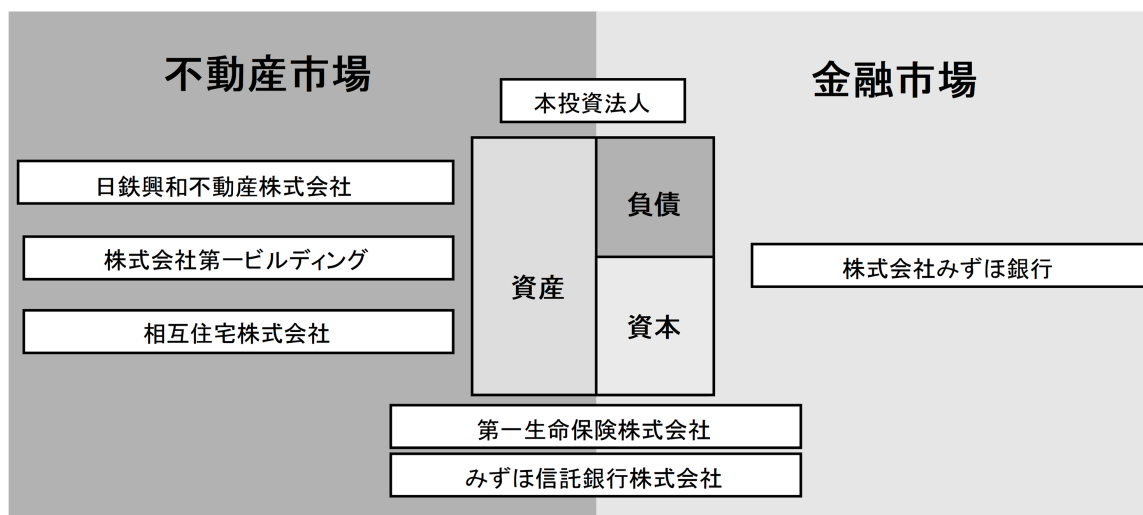 不動産市場
金融市場
本投資法人
日鉄興和不動産株式会社
株式会社第一ビルディング
相互住宅株式会社
資産
負債
資本
株式会社みずほ銀行
第一生命保険株式会社
みずほ信託銀行株式会社